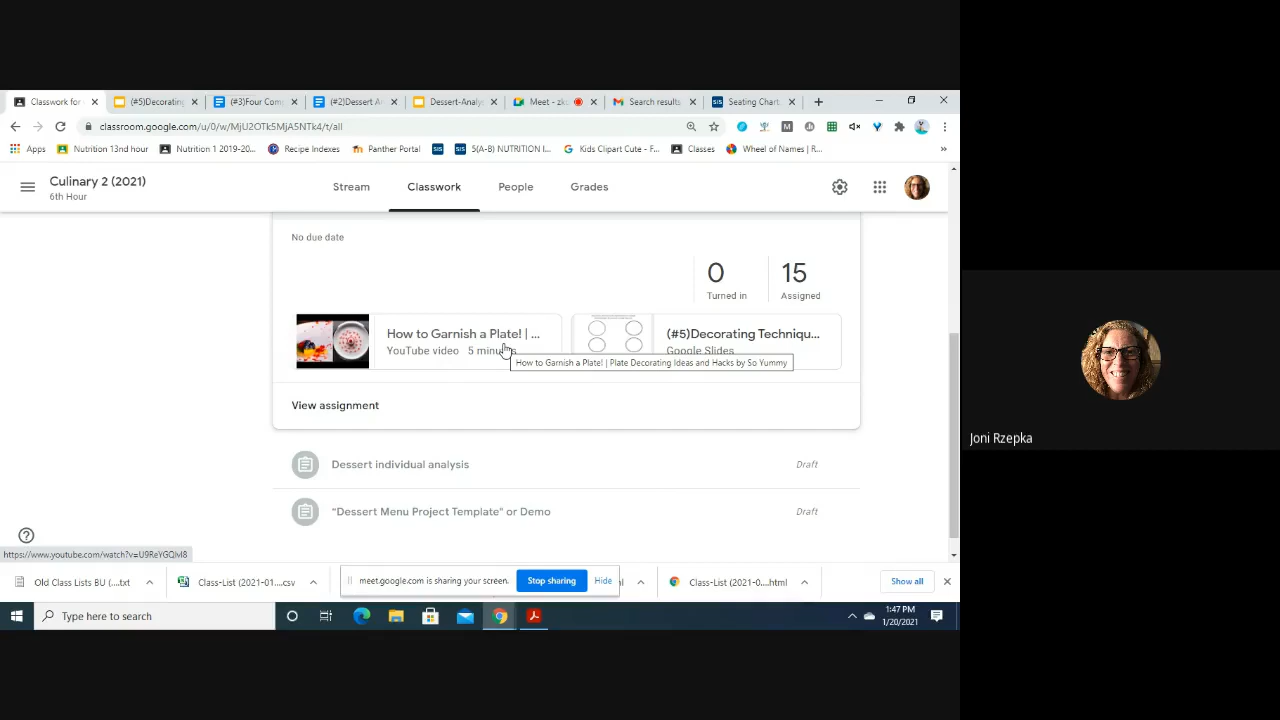 Classwork for
(#5)Decorating
(#3)Four Com
(#2)Dessert A
Dessert-Analy
Meet - zk
Search results
Seating Chart
classroom.google.com/u/0/w/MjU2OTk5MjA5NTk4/t/all
Apps
Nutrition 13nd hour
Nutrition 1 2019-20...
Recipe Indexes
Panther Portal
5(A-B) NUTRITION I...
Kids Clipart Cute - F...
Classes
Wheel of Names | R...
Culinary 2 (2021)
6th Hour
Stream
Classwork
People
Grades
No due date
0
Turned in
15
Assigned
How to Garnish a Plate! | ...
YouTube video 5 minutes
(#5)Decorating Techniqu...
Google Slides
How to Garnish a Plate! | Plate Decorating Ideas and Hacks by So Yummy
View assignment
Dessert individual analysis
Draft
"Dessert Menu Project Template" or Demo
Draft
https://www.youtube.com/watch?v=U9ReYGQivl8
Old Class Lists BU (....txt
Class-List (2021-01....csv
meet.google.com is sharing your screen.
Stop sharing
Hide
Class-List (2021-0....html
Show all
Type here to search
1:47 PM
1/20/2021
Joni Rzepka